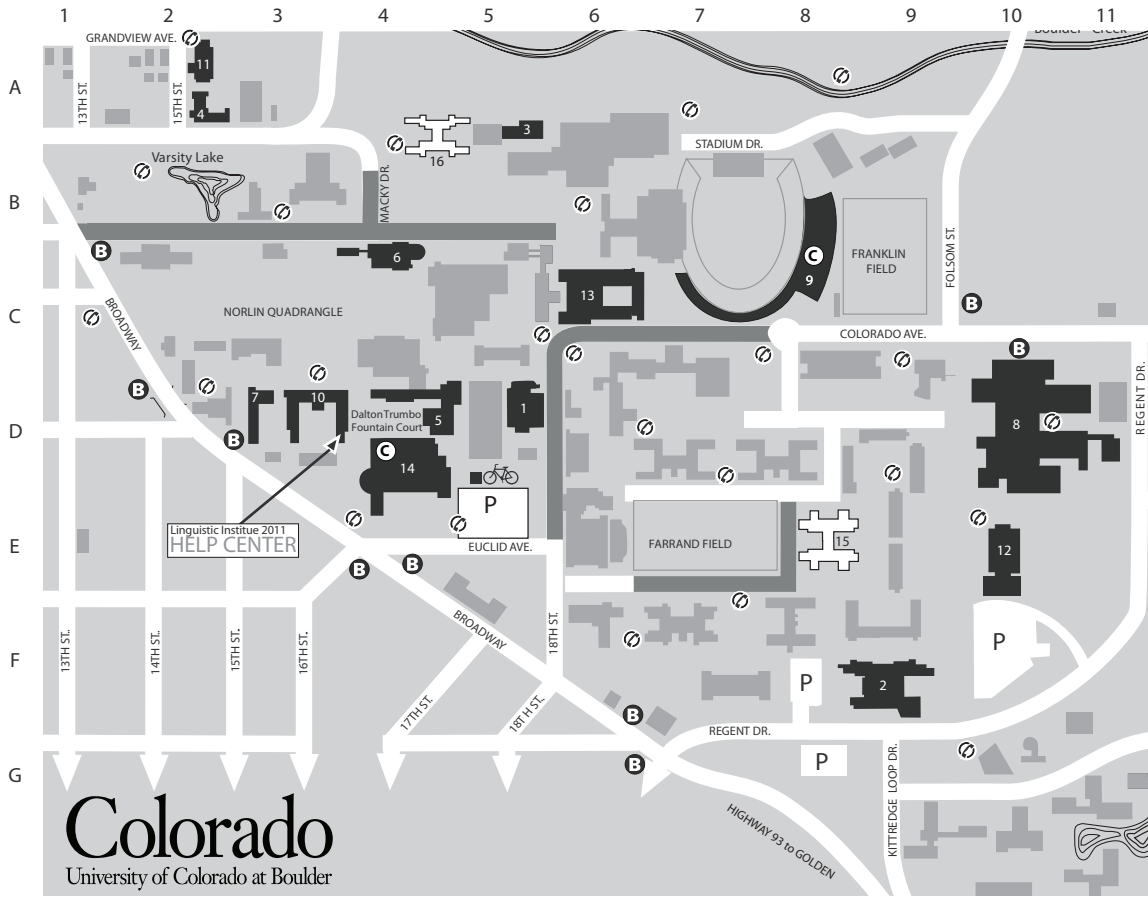 1 2 3 4 5 6 7 8 9 10 11
GRANDVIEW AVE.
Boulder Creek
11
A
13TH ST.
15TH ST.
4
3
16
STADIUM DR.
Varsity Lake
MACKY DR.
B
B
6
C
9
FRANKLIN
FIELD
FOLSOM ST.
13
B
C
NORLIN QUADRANGLE
BROADWAY
COLORADO AVE.
B
REGENT DR.
B
7
10
1
Dalton Trumbo
Fountain Court
5
8
D
B
C
14
P
Linguistic Institue 2011
HELP CENTER
E
EUCLID AVE.
FARRAND FIELD
15
12
B
B
BROADWAY
18TH ST.
13TH ST.
14TH ST.
15TH ST.
16TH ST.
F
P
P
2
17TH ST.
18T H ST.
B
REGENT DR.
G
B
P
KITTREDGE LOOP DR.
HIGHWAY 93 to GOLDEN
Colorado
University of Colorado at Boulder